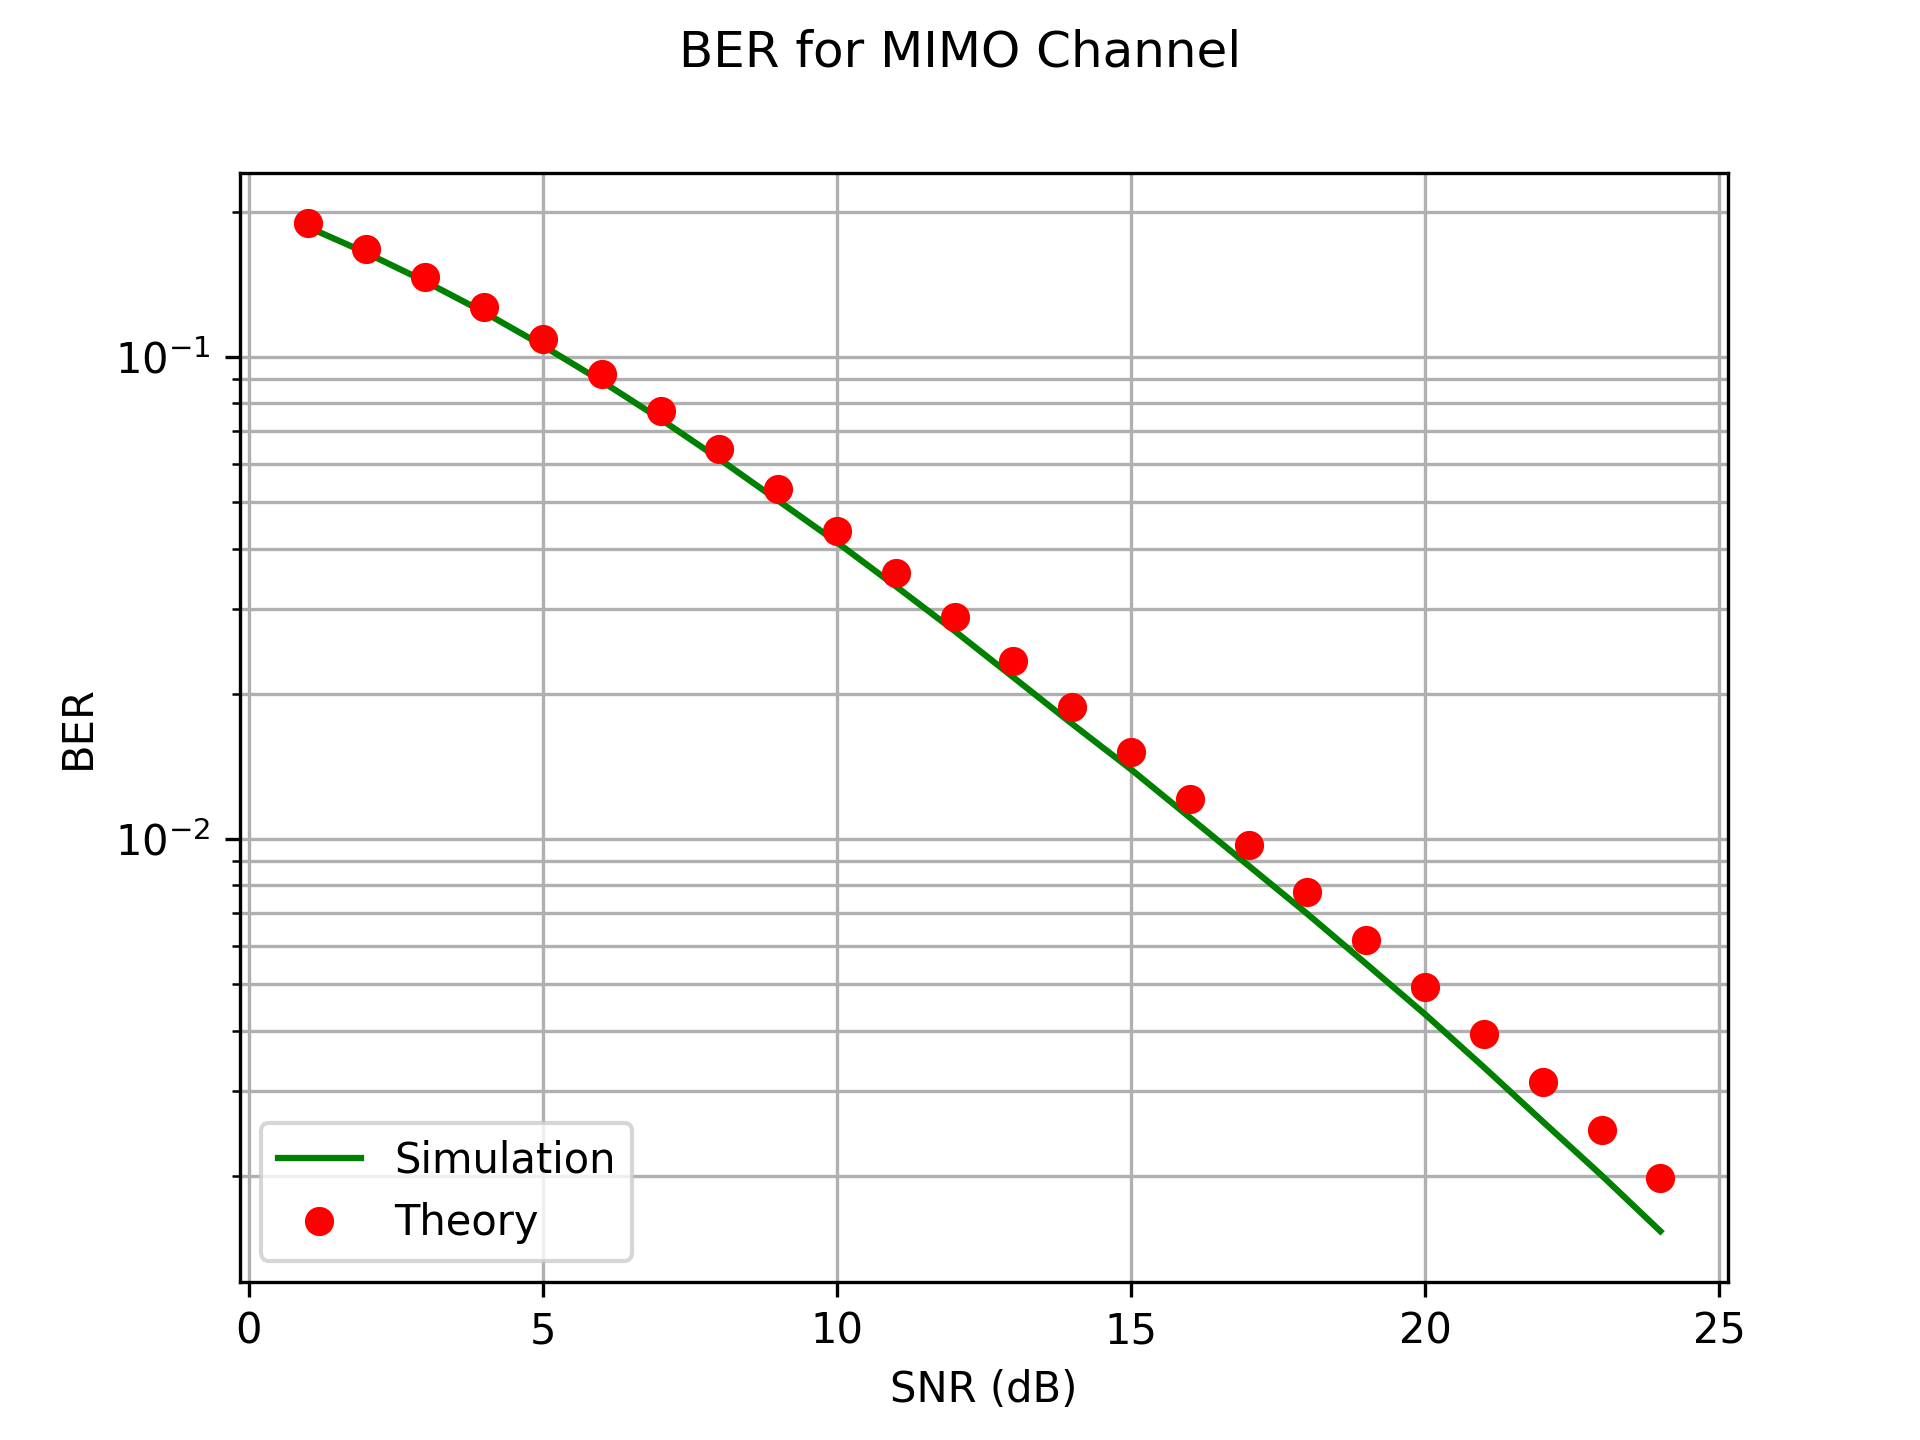 BER for MIMO Channel
BER
10⁻¹
10⁻²
Simulation
Theory
0 5 10 15 20 25
SNR (dB)